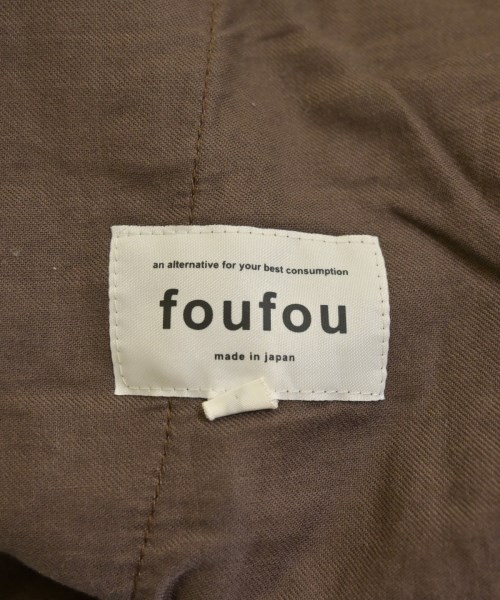 an alternative for your best consumption
foufou
made in japan